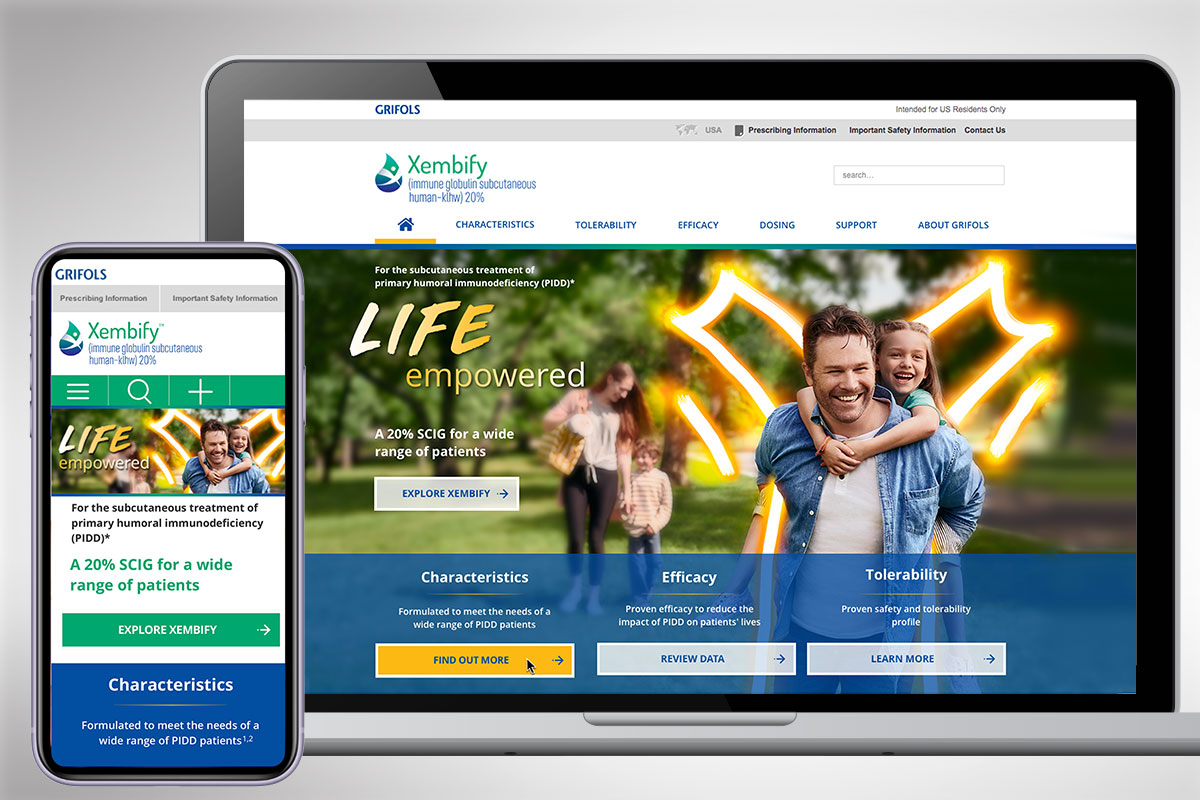 GRIFOLS
Intended for US Residents Only
USA
Prescribing Information
Important Safety Information
Contact Us
Xembify
(immune globulin subcutaneous
human-klhw) 20%
search...
CHARACTERISTICS
TOLERABILITY
EFFICACY
DOSING
SUPPORT
ABOUT GRIFOLS
For the subcutaneous treatment of
primary humoral immunodeficiency (PIDD)*
LIFE
empowered
A 20% SCIG for a wide
range of patients
EXPLORE XEMBIFY
Characteristics
Formulated to meet the needs of a
wide range of PIDD patients
FIND OUT MORE
Efficacy
Proven efficacy to reduce the
impact of PIDD on patients' lives
REVIEW DATA
Tolerability
Proven safety and tolerability
profile
LEARN MORE
GRIFOLS
Prescribing Information
Important Safety Information
Xembify™
(immune globulin subcutaneous
human-klhw) 20%
LIFE
empowered
For the subcutaneous treatment of
primary humoral immunodeficiency
(PIDD)*
A 20% SCIG for a wide
range of patients
EXPLORE XEMBIFY
Characteristics
Formulated to meet the needs of a
wide range of PIDD patients1,2